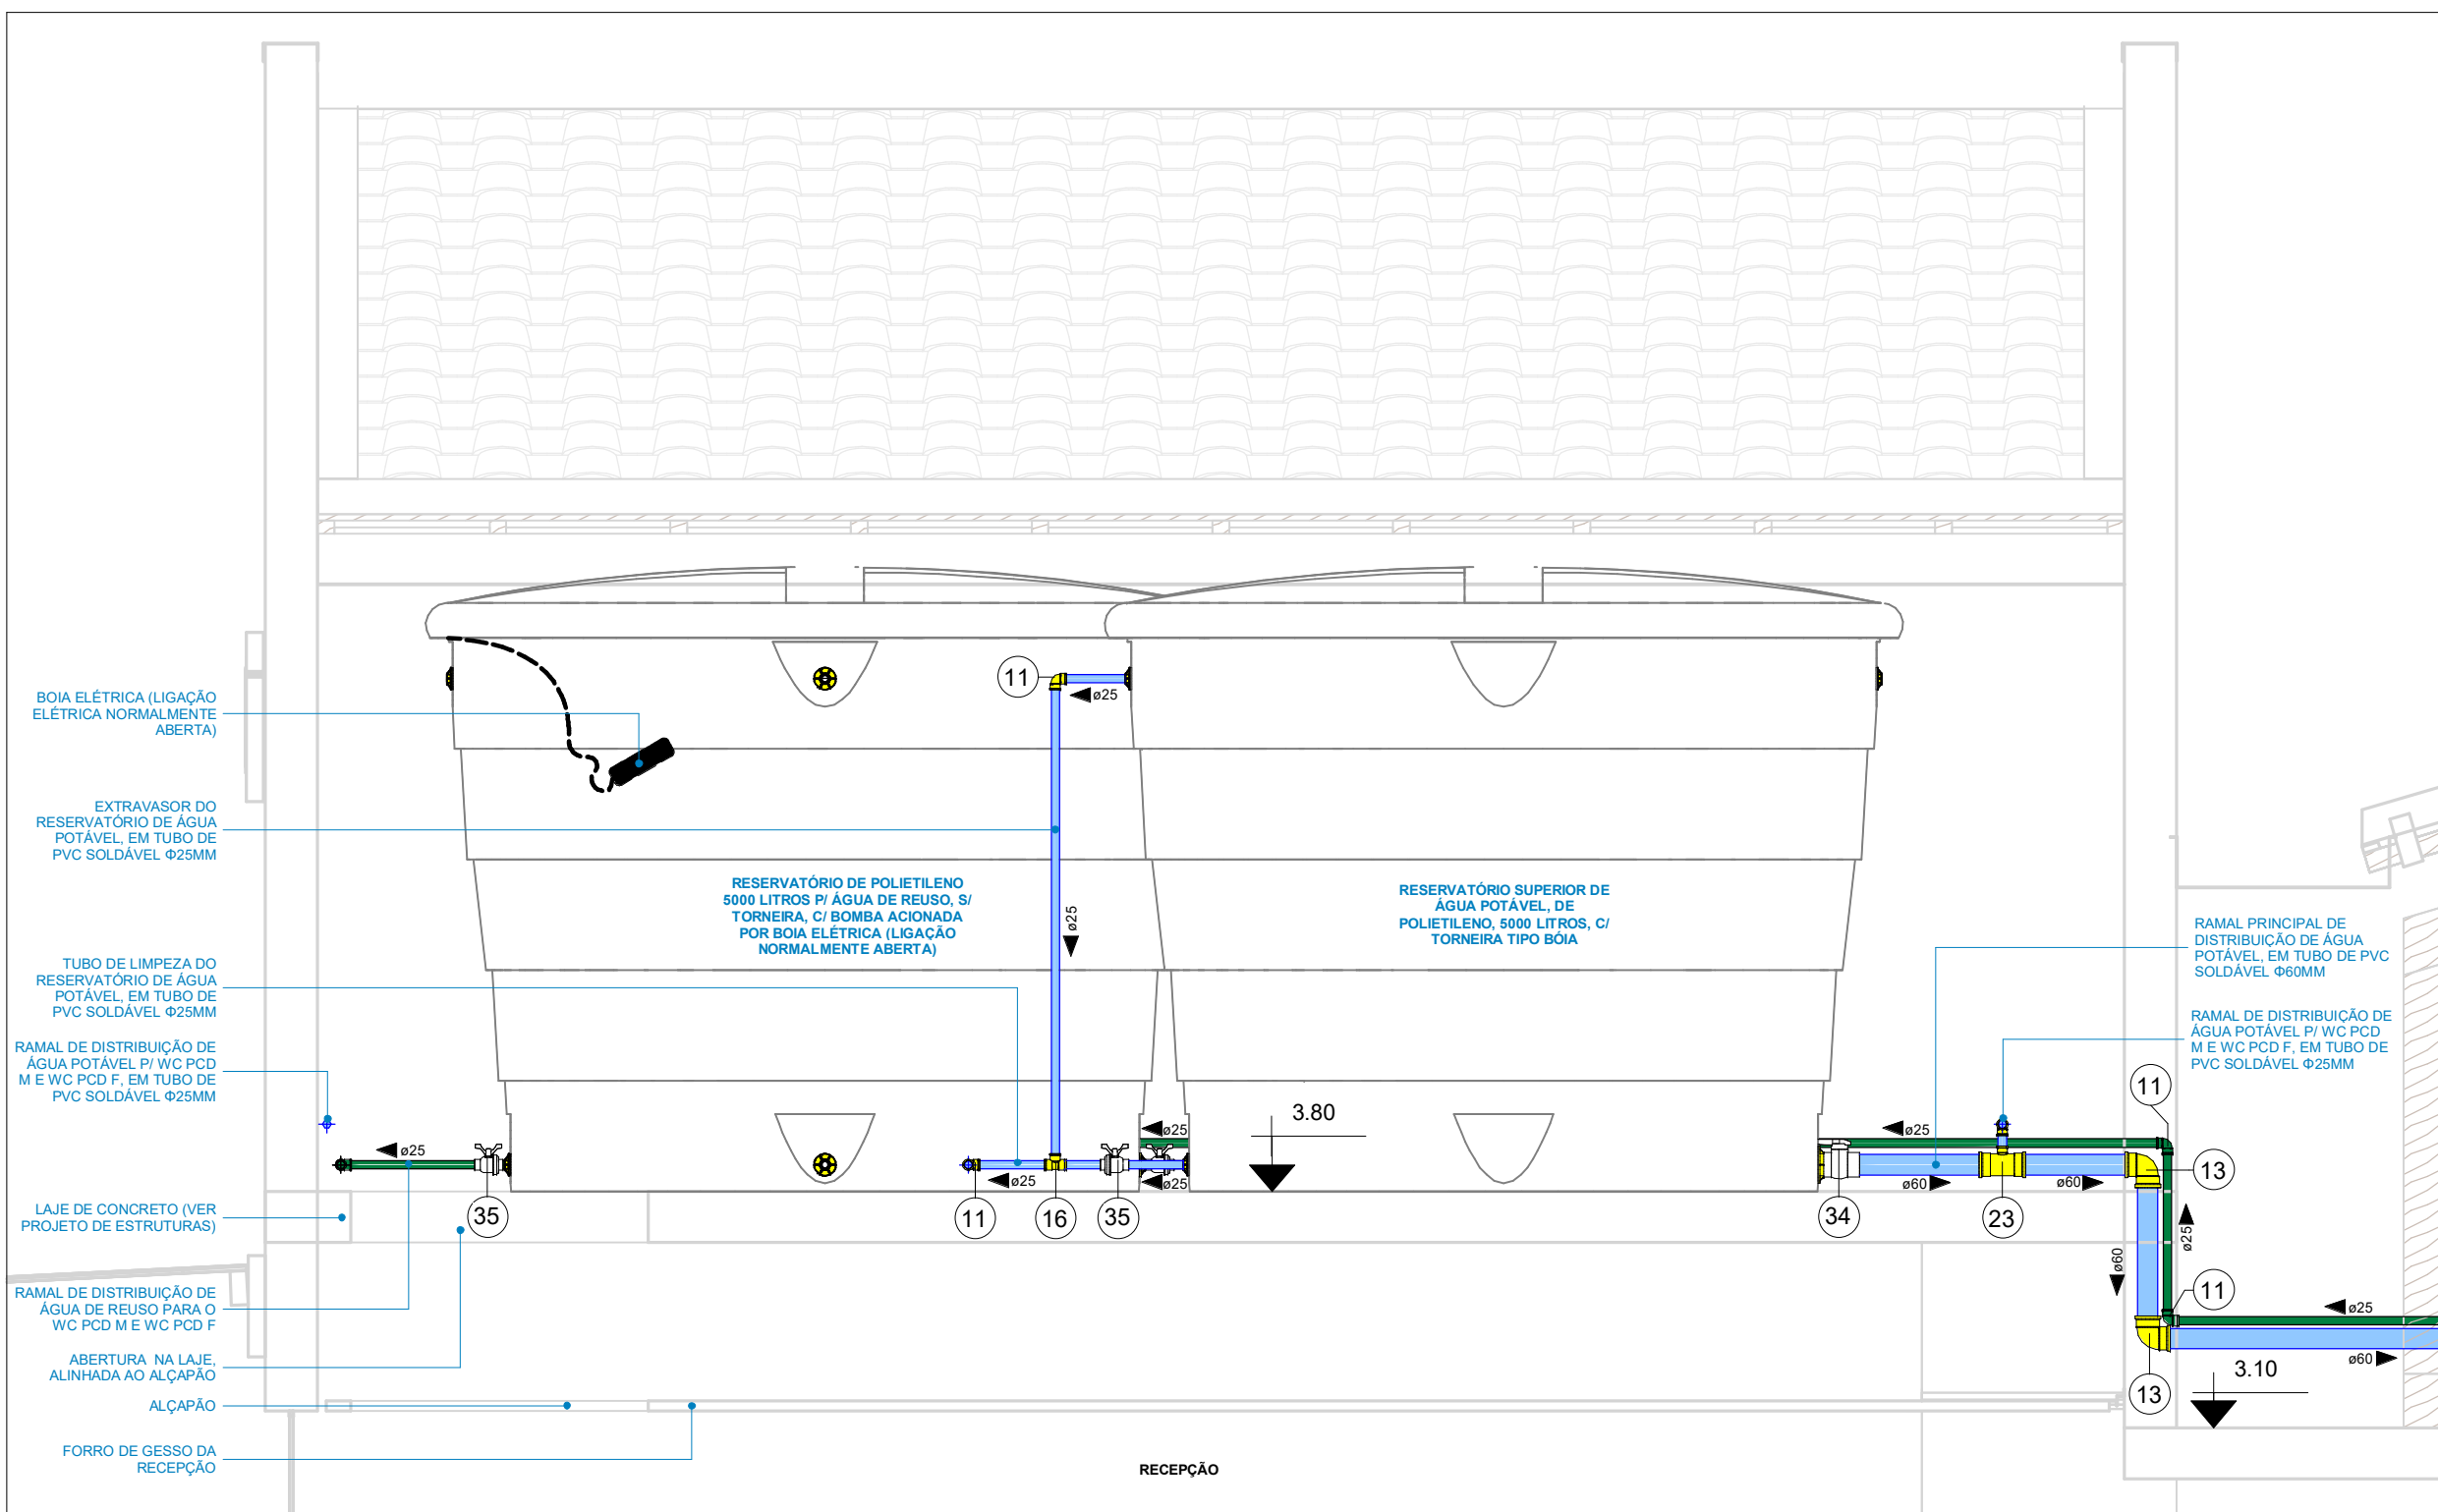 BOIA ELÉTRICA (LIGAÇÃO
ELÉTRICA NORMALMENTE
ABERTA)
EXTRAVASOR DO
RESERVATÓRIO DE ÁGUA
POTÁVEL, EM TUBO DE
PVC SOLDÁVEL Φ25MM
TUBO DE LIMPEZA DO
RESERVATÓRIO DE ÁGUA
POTÁVEL, EM TUBO DE
PVC SOLDÁVEL Φ25MM
RAMAL DE DISTRIBUIÇÃO DE
ÁGUA POTÁVEL P/ WC PCD
M E WC PCD F, EM TUBO DE
PVC SOLDÁVEL Φ25MM
LAJE DE CONCRETO (VER
PROJETO DE ESTRUTURAS)
RAMAL DE DISTRIBUIÇÃO DE
ÁGUA DE REUSO PARA O
WC PCD M E WC PCD F
ABERTURA NA LAJE,
ALINHADA AO ALÇAPÃO
ALÇAPÃO
FORRO DE GESSO DA
RECEPÇÃO
ø25
35
RESERVATÓRIO DE POLIETILENO
5000 LITROS P/ ÁGUA DE REUSO, S/
TORNEIRA, C/ BOMBA ACIONADA
POR BOIA ELÉTRICA (LIGAÇÃO
NORMALMENTE ABERTA)
11
ø25
ø25
ø25
ø25
ø25
11
16
35
RESERVATÓRIO SUPERIOR DE
ÁGUA POTÁVEL, DE
POLIETILENO, 5000 LITROS, C/
TORNEIRA TIPO BÓIA
3.80
RECEPÇÃO
RAMAL PRINCIPAL DE
DISTRIBUIÇÃO DE ÁGUA
POTÁVEL, EM TUBO DE PVC
SOLDÁVEL Φ60MM
RAMAL DE DISTRIBUIÇÃO DE
ÁGUA POTÁVEL P/ WC PCD
M E WC PCD F, EM TUBO DE
PVC SOLDÁVEL Φ25MM
11
ø25
13
ø60
ø60
34
23
ø25
ø60
11
ø25
ø60
13
3.10